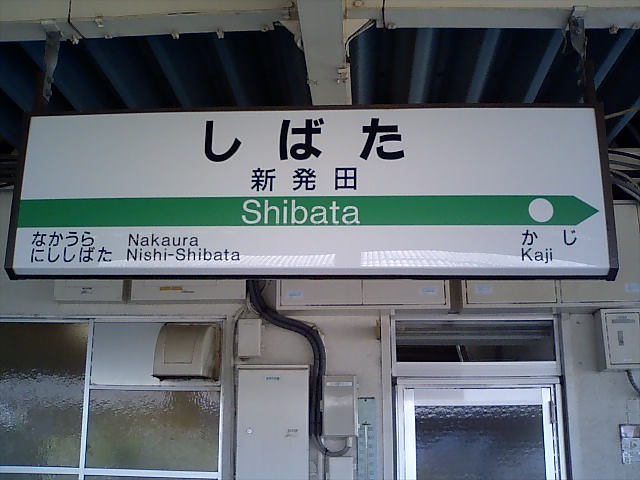 しばた
新発田
Shibata
なかうら Nakaura
にししばた Nishi-Shibata
かじ
Kaji